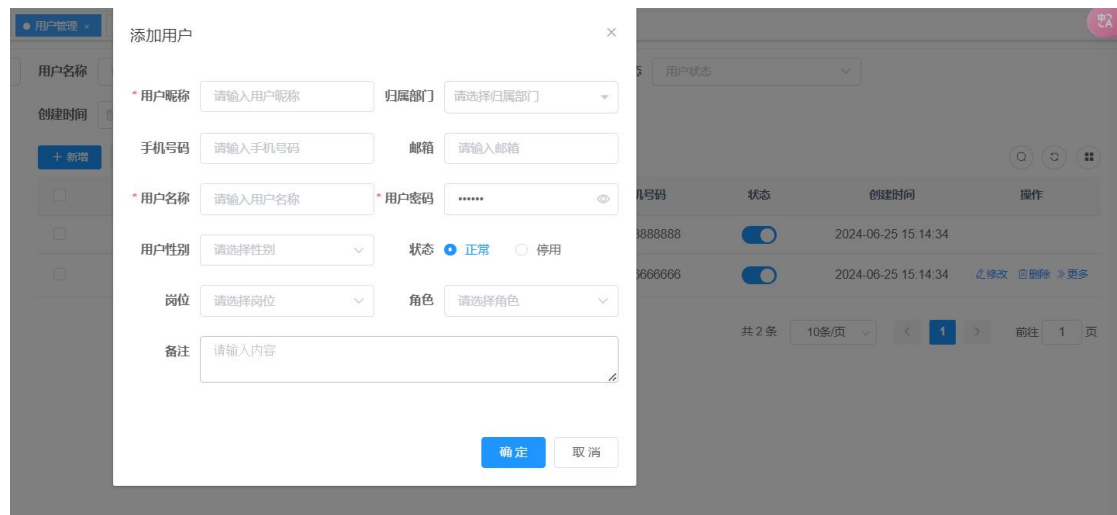 用户管理 ×
添加用户
用户名称
用户状态
* 用户昵称 请输入用户昵称 归属部门 请选择归属部门
创建时间
手机号码 请输入手机号码 邮箱 请输入邮箱
+ 新增
* 用户名称 请输入用户名称 * 用户密码 ••••••
机号码 状态 创建时间 操作
8888888 2024-06-25 15:14:34
用户性别 请选择性别 状态 正常 停用
6666666 2024-06-25 15:14:34 修改 删除 更多
岗位 请选择岗位 角色 请选择角色
共 2 条 10条/页 < 1 > 前往 1 页
备注 请输入内容
确 定 取 消